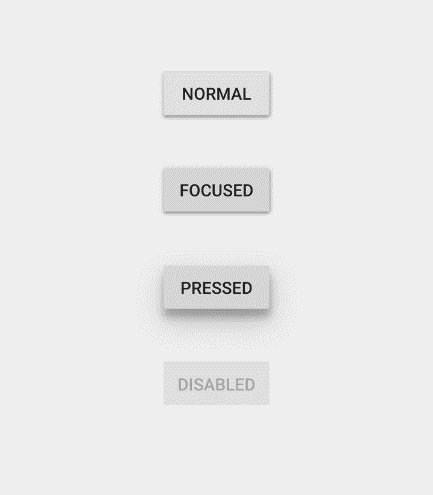 NORMAL
FOCUSED
PRESSED
DISABLED